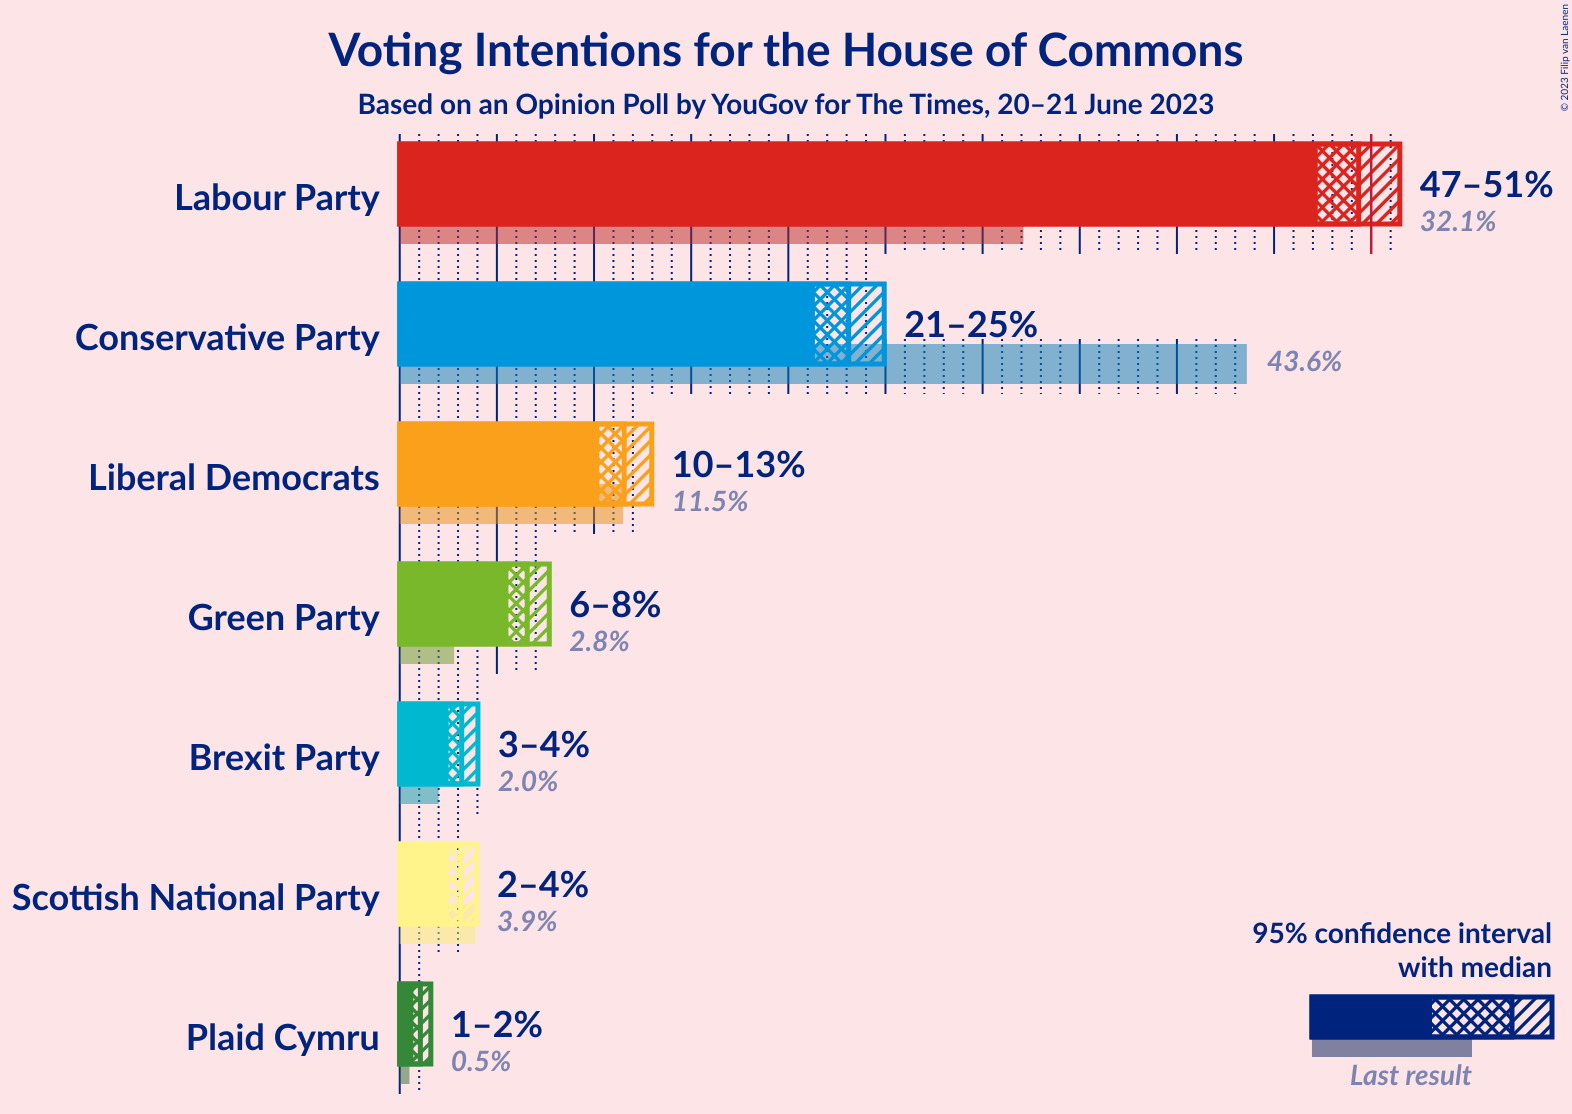 Voting Intentions for the House of Commons
Based on an Opinion Poll by YouGov for The Times, 20–21 June 2023
© 2023 Filip van Laenen
Labour Party
47–51%
32.1%
Conservative Party
21–25%
43.6%
Liberal Democrats
10–13%
11.5%
Green Party
6–8%
2.8%
Brexit Party
3–4%
2.0%
Scottish National Party
2–4%
3.9%
Plaid Cymru
1–2%
0.5%
95% confidence interval
with median
Last result